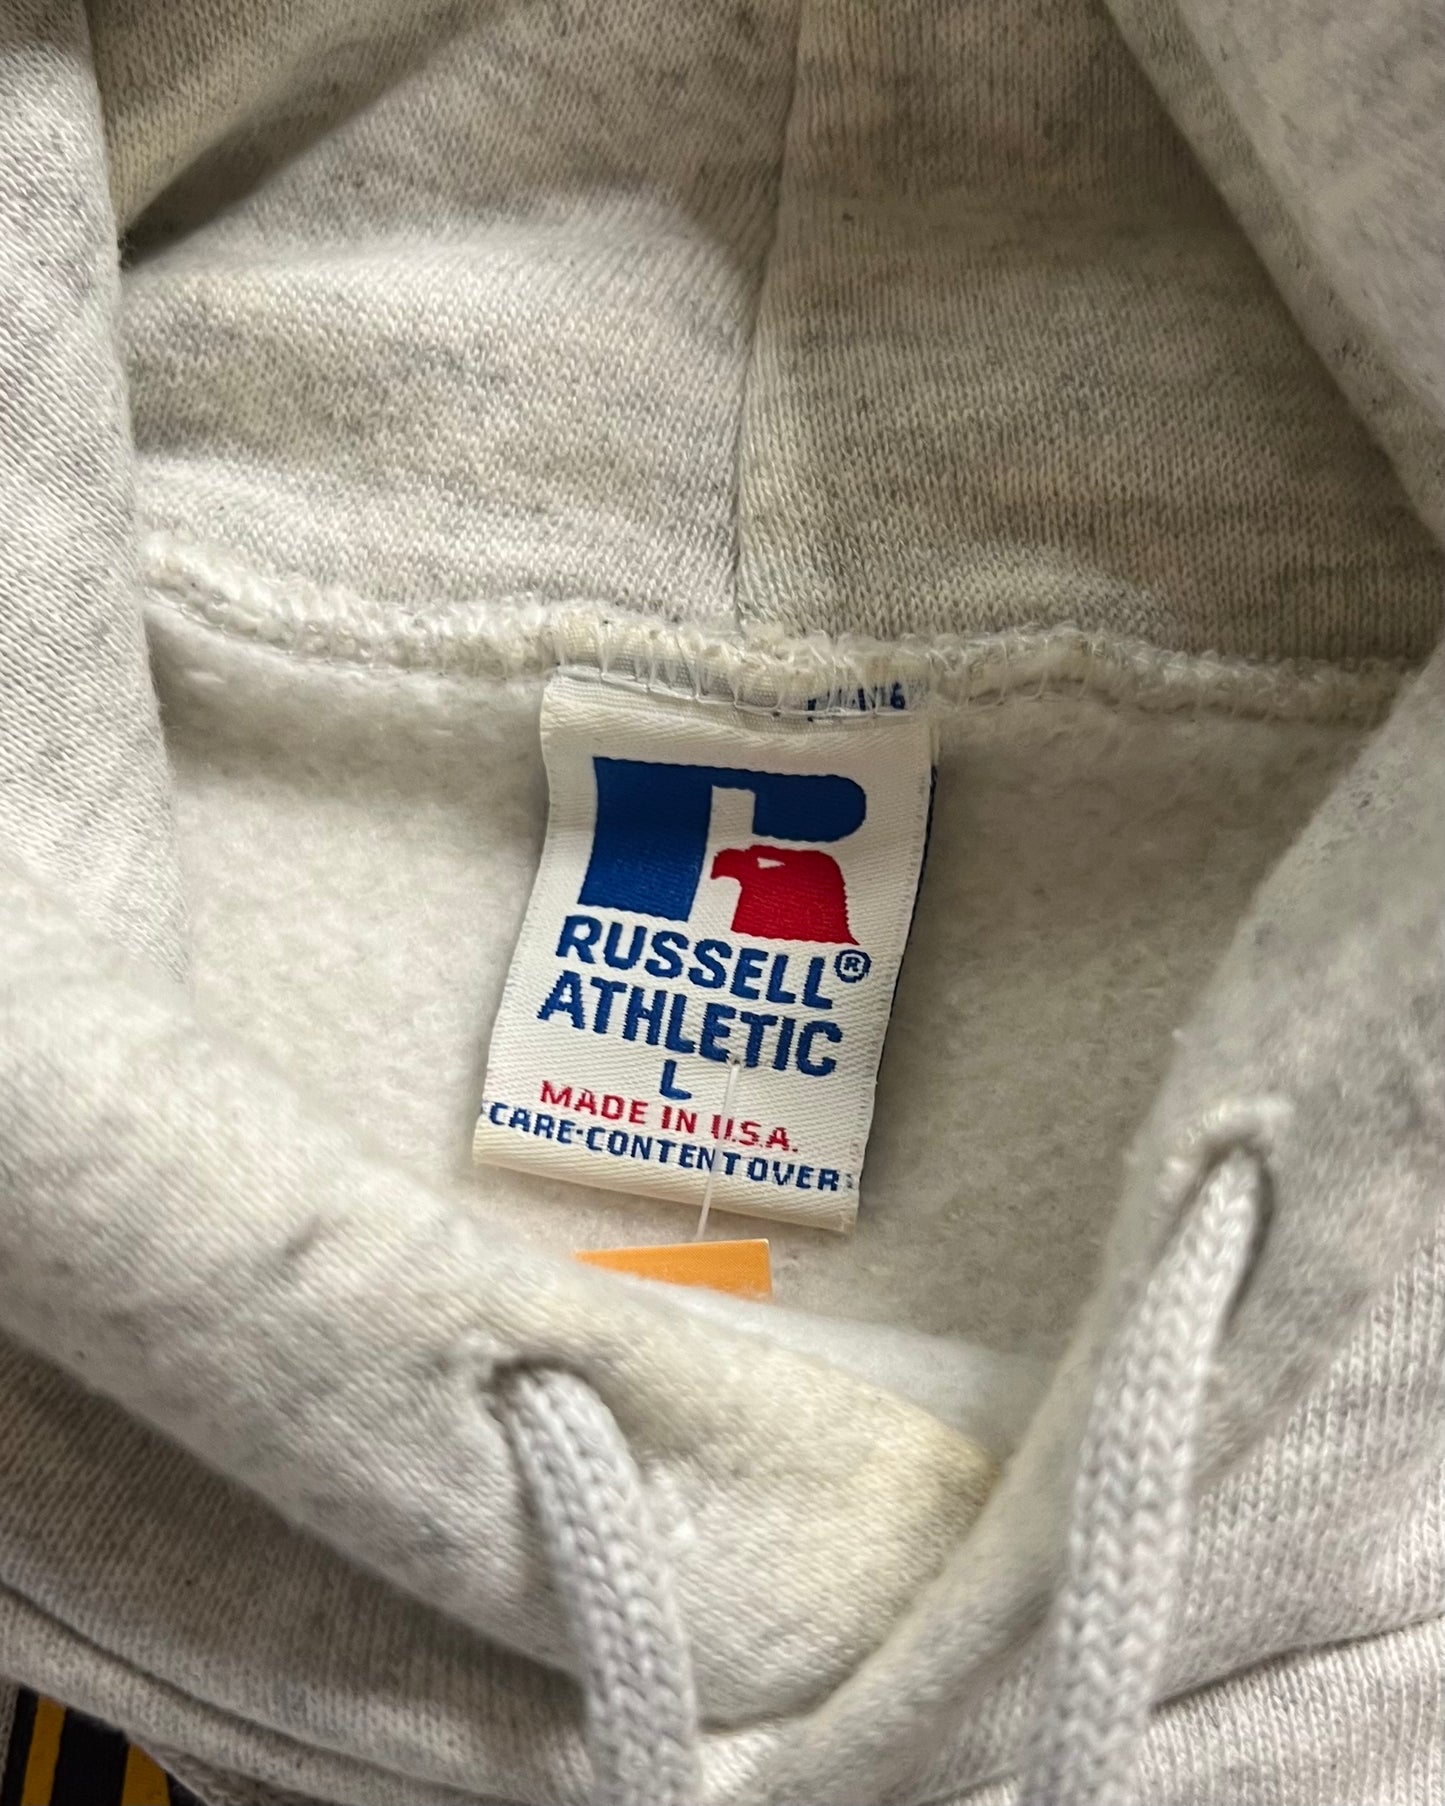 RUSSELL®
ATHLETIC
L
MADE IN U.S.A.
CARE·CONTENT OVER